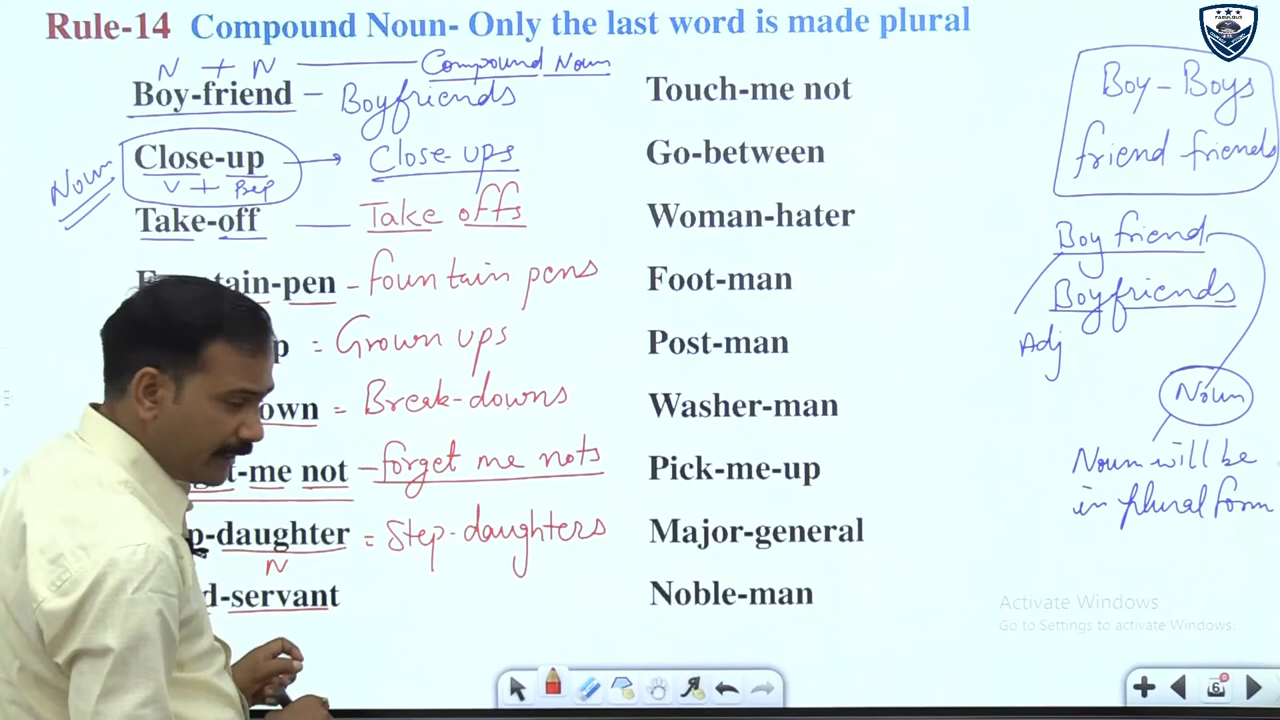 Rule-14 Compound Noun- Only the last word is made plural
FABULOUS
N + N — Compound Noun
Boy-friend – Boyfriends
Close-up → Close-ups
V + Prep
Noun
Take-off — Take offs
tain-pen – fountain pens
p = Grown ups
own = Break-downs
t-me not – forget me nots
p-daughter = Step-daughters
N
d-servant
Touch-me not
Go-between
Woman-hater
Foot-man
Post-man
Washer-man
Pick-me-up
Major-general
Noble-man
Boy – Boys
friend friends
Boy friend
Boyfriends
Adj
Noun
Noun will be
in plural form
Activate Windows
Go to Settings to activate Windows.
6